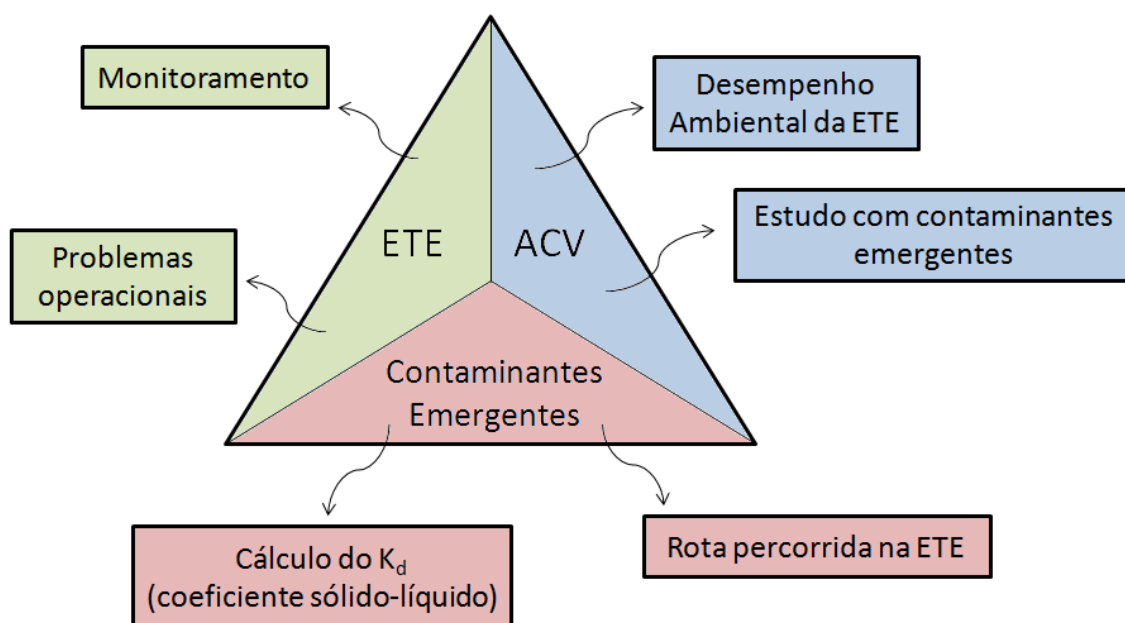 Monitoramento
Desempenho
Ambiental da ETE
Problemas
operacionais
ETE
ACV
Estudo com contaminantes
emergentes
Contaminantes
Emergentes
Cálculo do Kd
(coeficiente sólido-líquido)
Rota percorrida na ETE